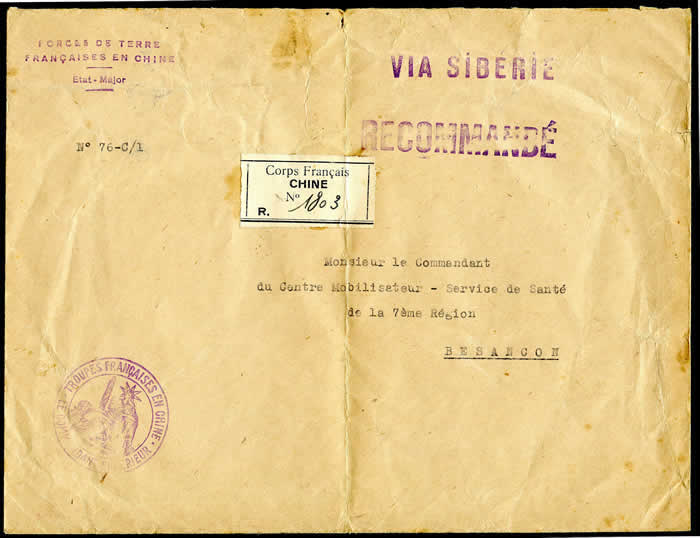 FORCES DE TERRE
FRANÇAISES EN CHINE
Etat-Major
VIA SIBERIE
RECOMMANDÉ
N° 76-C/1
Corps Français
CHINE
N° 1803
R.
Monsieur le Commandant
du Centre Mobilisateur - Service de Santé
de la 7ème Région
BESANCON
TROUPES FRANÇAISES EN CHINE